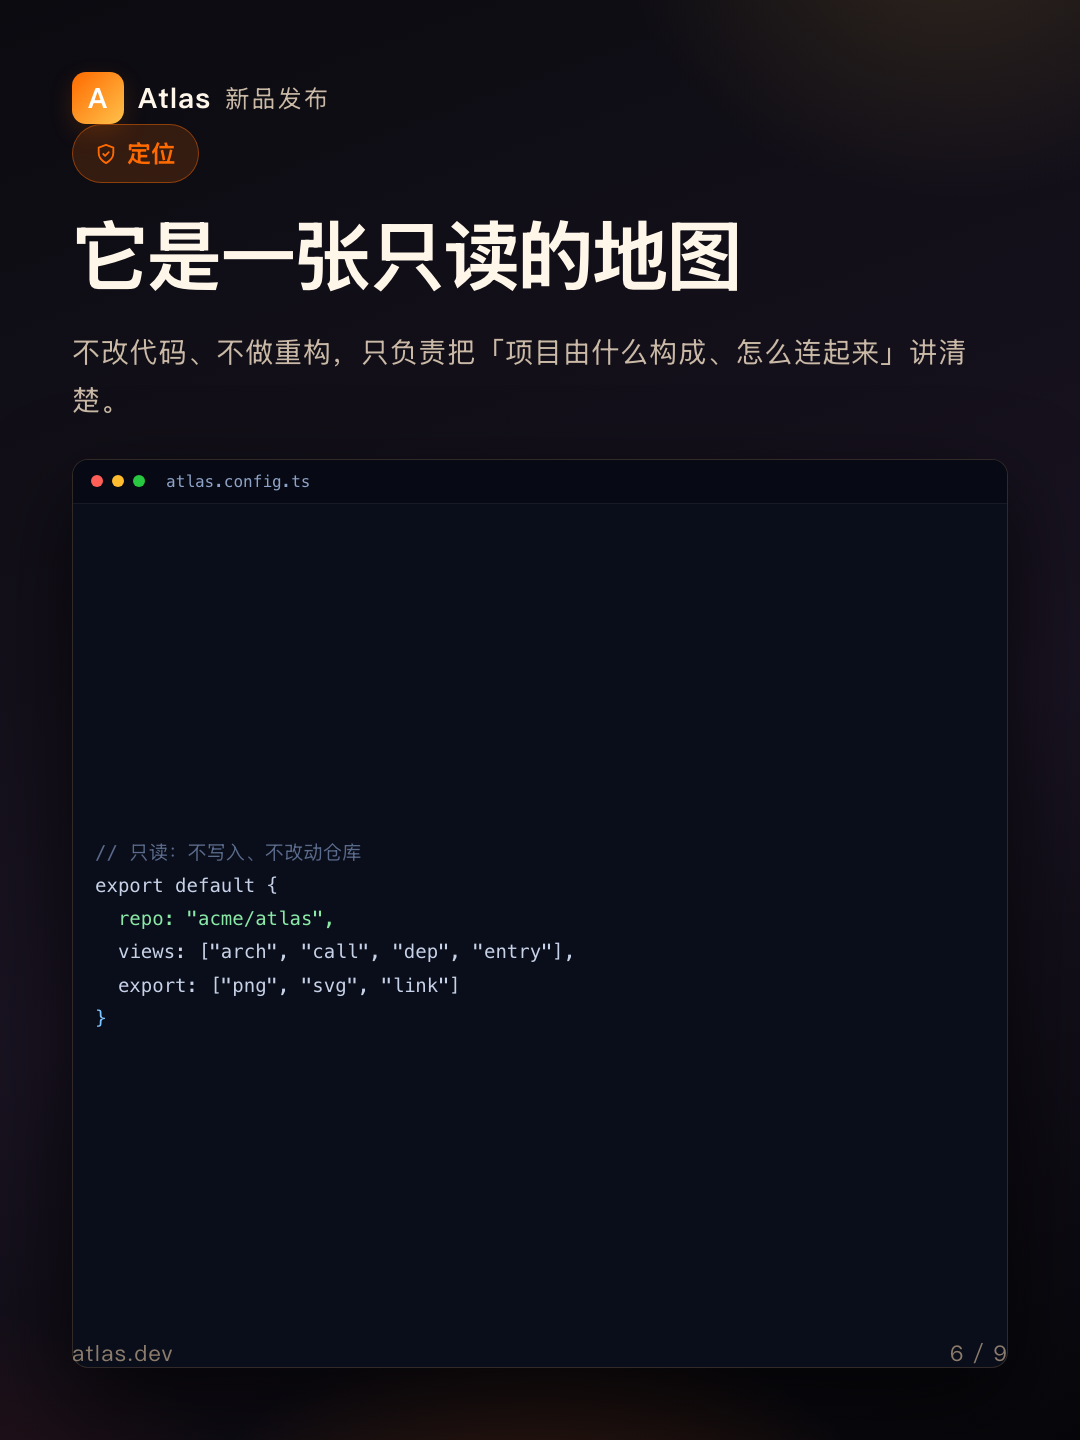 A Atlas 新品发布
定位
它是一张只读的地图
不改代码、不做重构，只负责把「项目由什么构成、怎么连起来」讲清
楚。
atlas.config.ts
// 只读：不写入、不改动仓库
export default {
  repo: "acme/atlas",
  views: ["arch", "call", "dep", "entry"],
  export: ["png", "svg", "link"]
}
atlas.dev 6 / 9